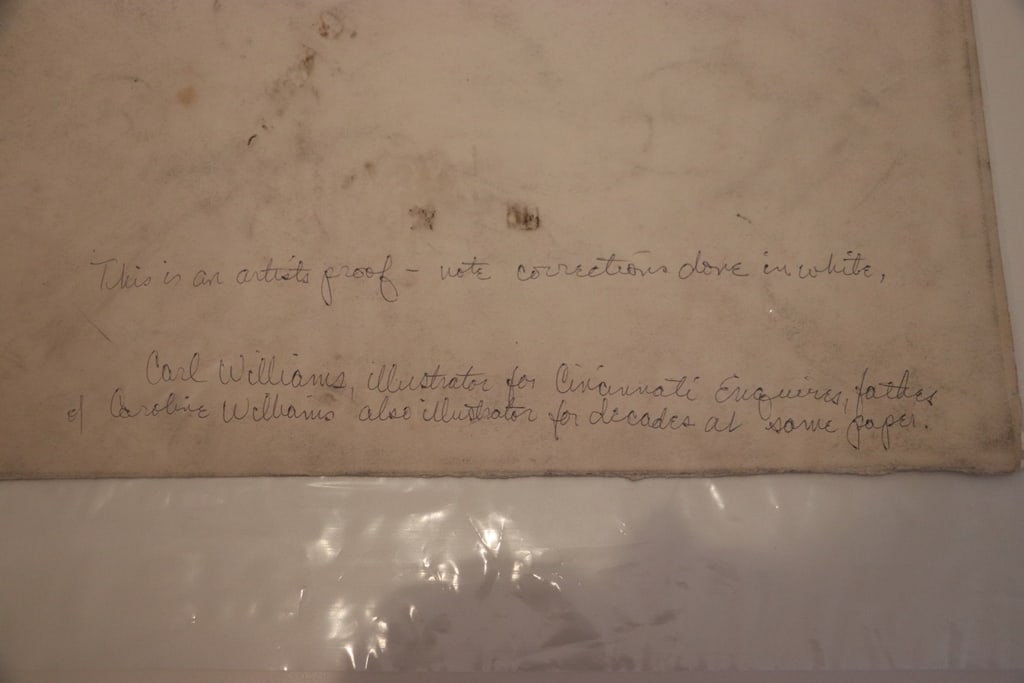 This is an artists proof - note corrections done in white,
Carl Williams, illustrator for Cincinnati Enquirer, father
of Caroline Williams also illustrator for decades at same paper.